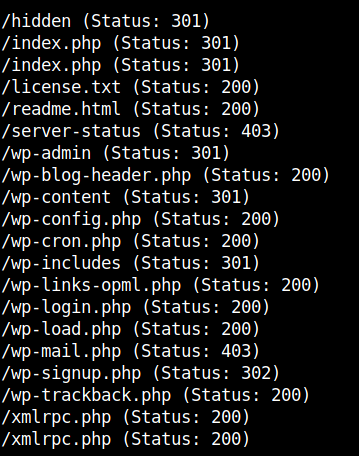 /hidden (Status: 301)
/index.php (Status: 301)
/index.php (Status: 301)
/license.txt (Status: 200)
/readme.html (Status: 200)
/server-status (Status: 403)
/wp-admin (Status: 301)
/wp-blog-header.php (Status: 200)
/wp-content (Status: 301)
/wp-config.php (Status: 200)
/wp-cron.php (Status: 200)
/wp-includes (Status: 301)
/wp-links-opml.php (Status: 200)
/wp-login.php (Status: 200)
/wp-load.php (Status: 200)
/wp-mail.php (Status: 403)
/wp-signup.php (Status: 302)
/wp-trackback.php (Status: 200)
/xmlrpc.php (Status: 200)
/xmlrpc.php (Status: 200)